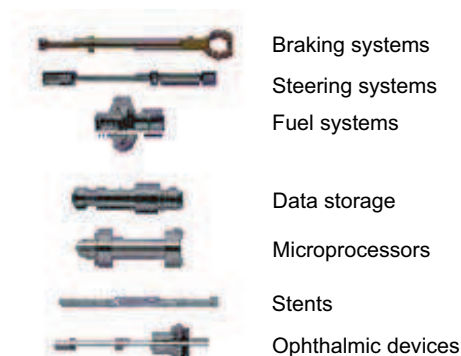 Braking systems
Steering systems
Fuel systems
Data storage
Microprocessors
Stents
Ophthalmic devices